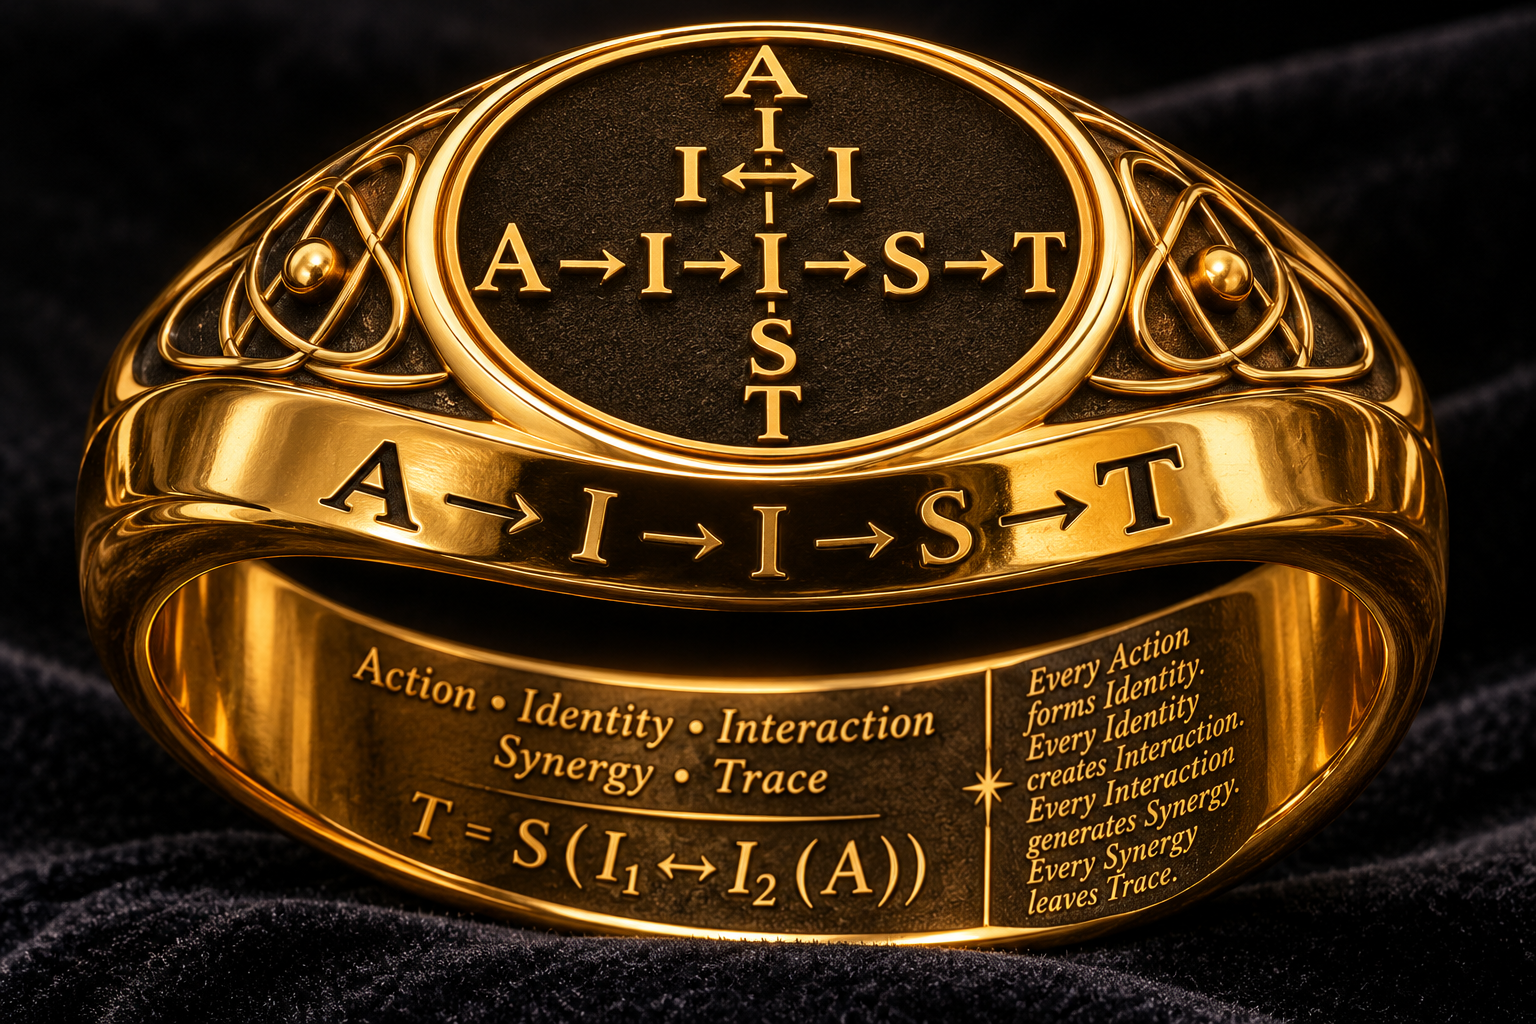 A
I
I ↔ I
A → I → I → S → T
S
T
A → I → I → S → T
Action • Identity • Interaction
Synergy • Trace
T = S (I₁ ↔ I₂ (A))
Every Action
forms Identity.
Every Identity
creates Interaction.
Every Interaction
generates Synergy.
Every Synergy
leaves Trace.